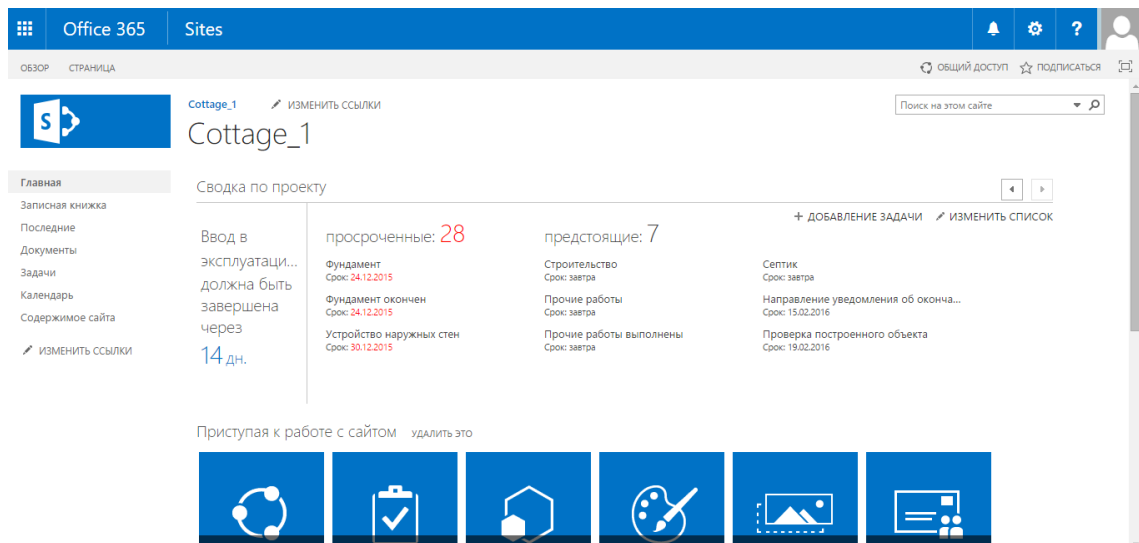 Office 365 Sites ?
ОБЗОР СТРАНИЦА ОБЩИЙ ДОСТУП ПОДПИСАТЬСЯ
S
Cottage_1 ИЗМЕНИТЬ ССЫЛКИ
Поиск на этом сайте
Cottage_1
Главная
Записная книжка
Последние
Документы
Задачи
Календарь
Содержимое сайта
ИЗМЕНИТЬ ССЫЛКИ
Сводка по проекту
+ ДОБАВЛЕНИЕ ЗАДАЧИ ИЗМЕНИТЬ СПИСОК
Ввод в
эксплуатаци...
должна быть
завершена
через
14 дн.
просроченные: 28
Фундамент
Срок: 24.12.2015
Фундамент окончен
Срок: 24.12.2015
Устройство наружных стен
Срок: 30.12.2015
предстоящие: 7
Строительство
Срок: завтра
Прочие работы
Срок: завтра
Прочие работы выполнены
Срок: завтра
Септик
Срок: завтра
Направление уведомления об оконча...
Срок: 15.02.2016
Проверка построенного объекта
Срок: 19.02.2016
Приступая к работе с сайтом УДАЛИТЬ ЭТО